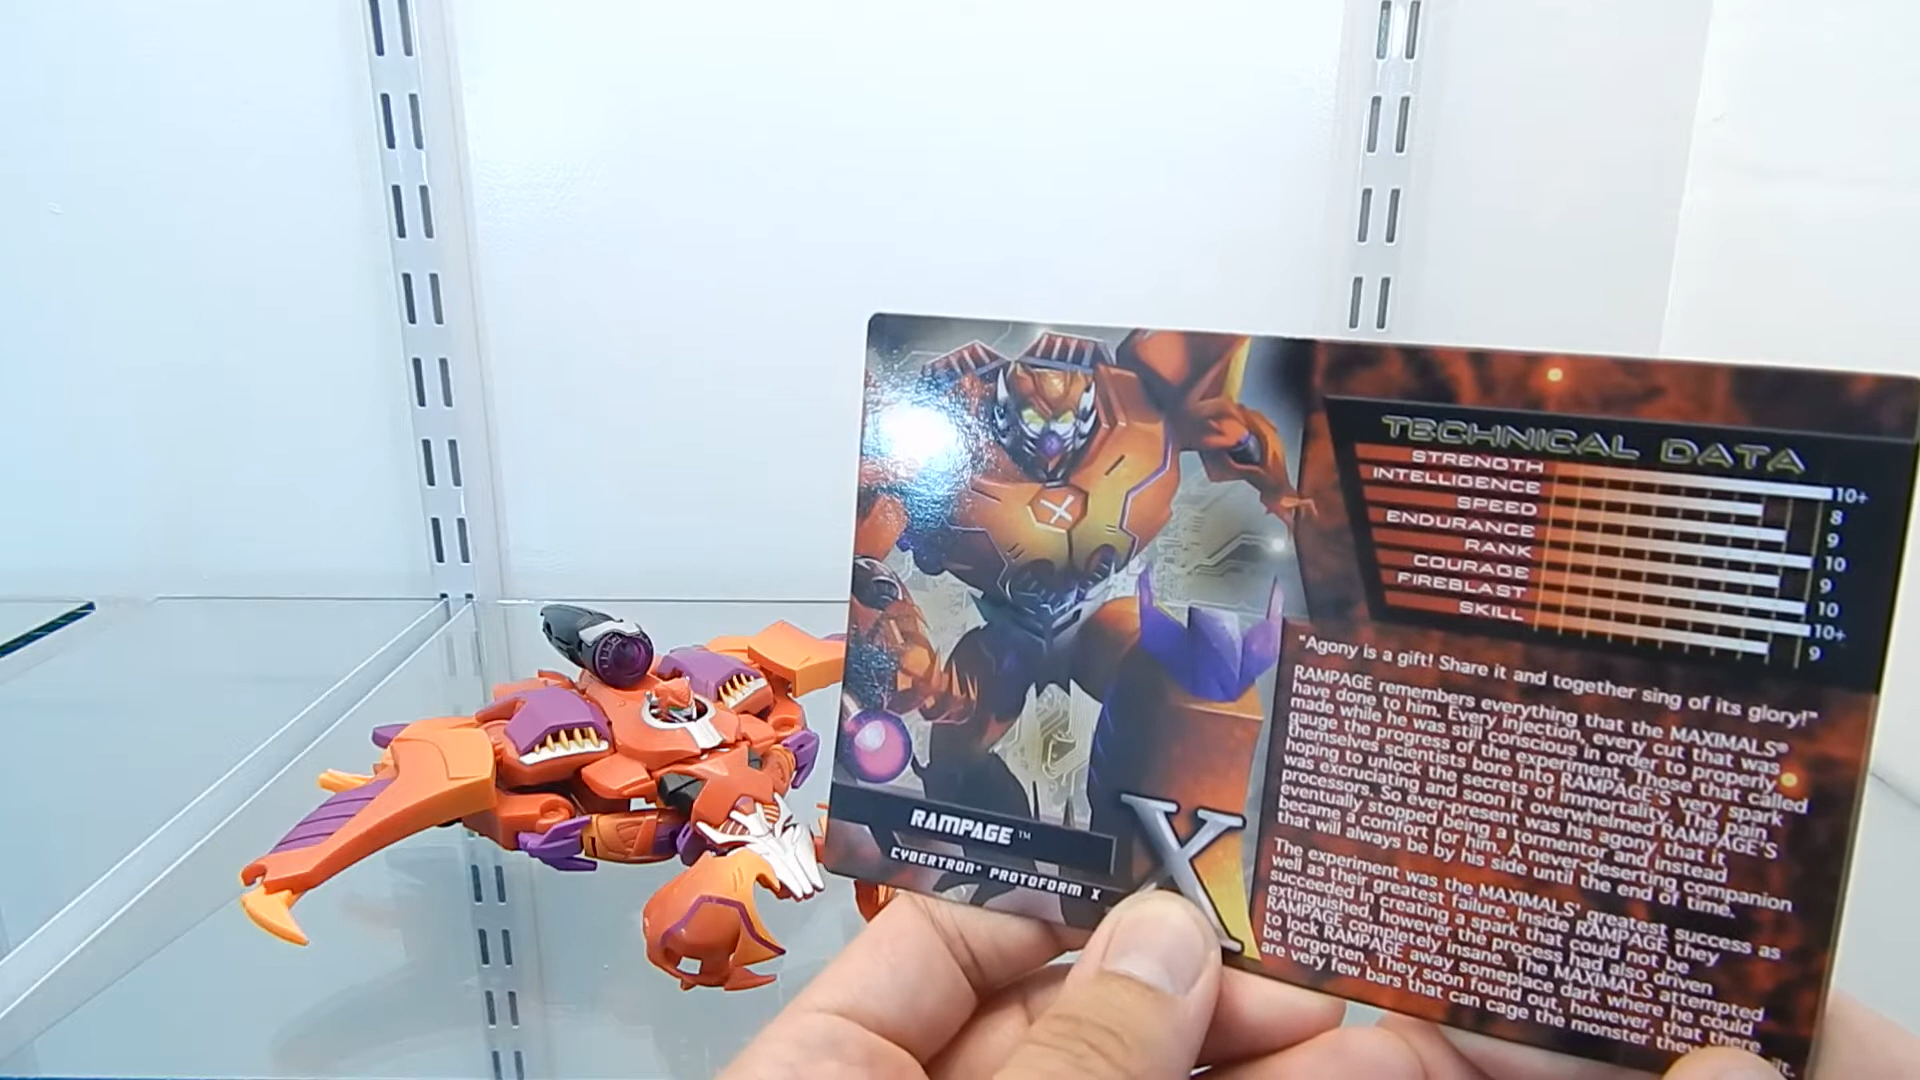 TECHNICAL DATA
STRENGTH 10+
INTELLIGENCE 8
SPEED 9
ENDURANCE 10
RANK 9
COURAGE 10
FIREBLAST 10+
SKILL 9
"Agony is a gift! Share it and together sing of its glory!"
RAMPAGE remembers everything that the MAXIMALS®
have done to him. Every injection, every cut that was
made while he was still conscious in order to properly
gauge the progress of the experiment. Those that called
themselves scientists bore into RAMPAGE'S very spark
hoping to unlock the secrets of immortality. The pain
was excruciating and soon it overwhelmed RAMPAGE'S
processors. So ever-present was his agony that it
eventually stopped being a tormentor and instead
became a comfort for him. A never-deserting companion
that will always be by his side until the end of time.
The experiment was the MAXIMALS' greatest success as
well as their greatest failure. Inside RAMPAGE they
succeeded in creating a spark that could not be
extinguished, however the process had also driven
RAMPAGE completely insane. The MAXIMALS attempted
to lock RAMPAGE away someplace dark where he could
be forgotten. They soon found out, however, that there
are very few bars that can cage the monster they
X
RAMPAGE™
CYBERTRON® PROTOFORM X
X